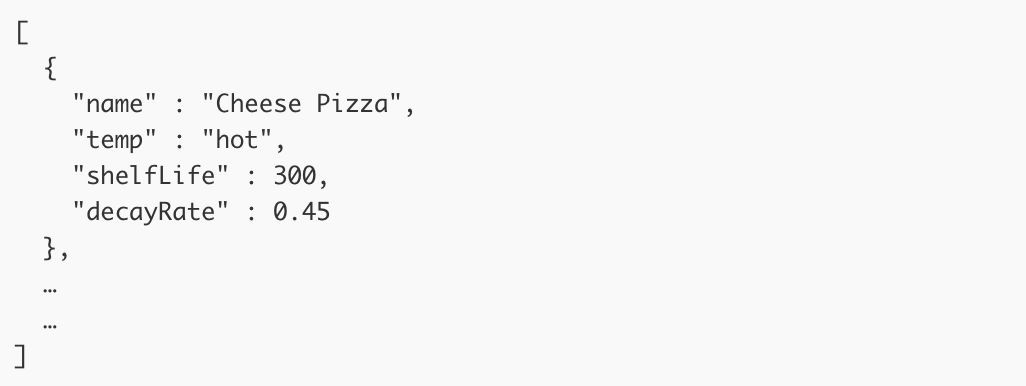 [
  {
    "name" : "Cheese Pizza",
    "temp" : "hot",
    "shelfLife" : 300,
    "decayRate" : 0.45
  },
  …
  …
]